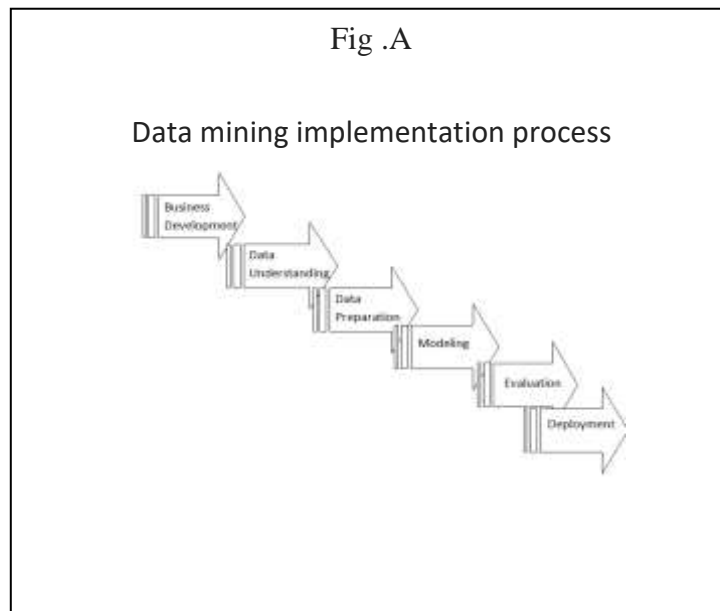 Fig .A
Data mining implementation process
Business
Development
Data
Understanding
Data
Preparation
Modeling
Evaluation
Deployment